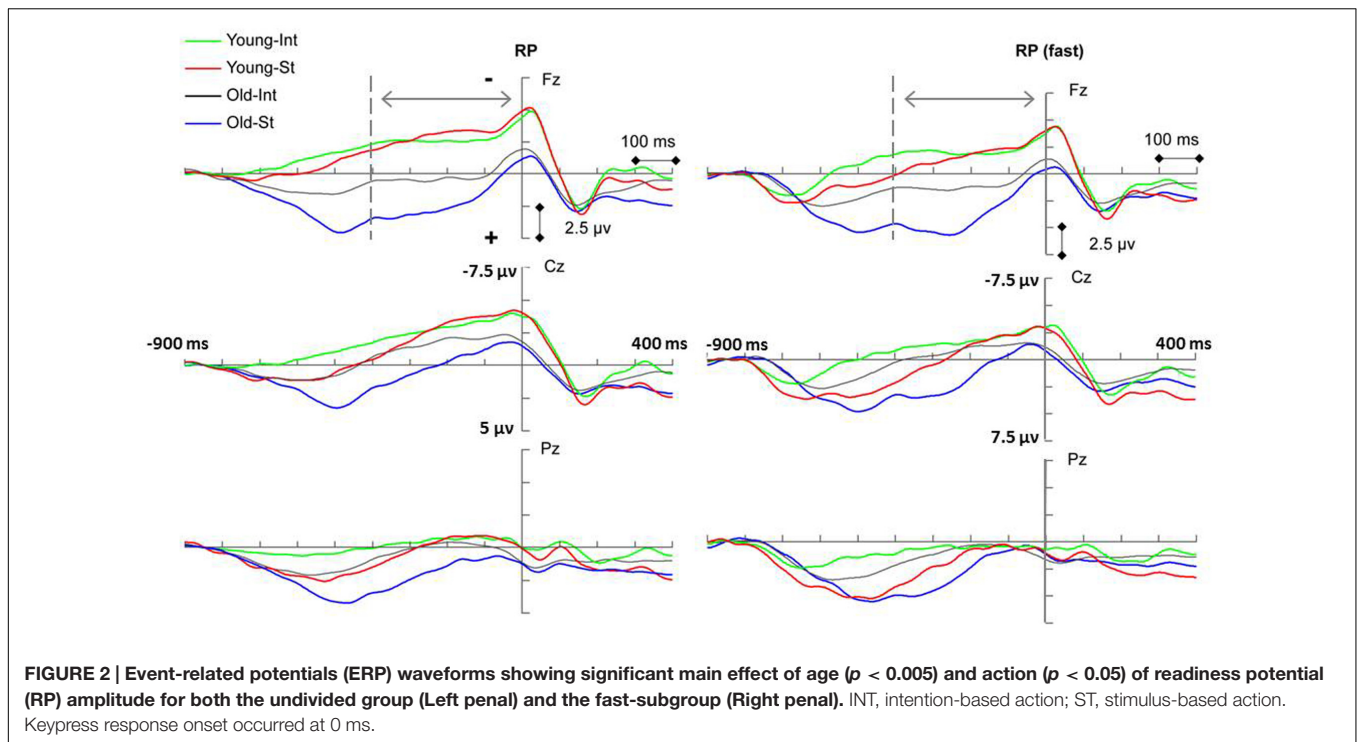 Young-Int
Young-St
Old-Int
Old-St
RP
-
Fz
100 ms
+
2.5 µv
-7.5 µv
Cz
-900 ms
400 ms
5 µv
Pz
RP (fast)
Fz
100 ms
2.5 µv
-7.5 µv
Cz
-900 ms
400 ms
7.5 µv
Pz
FIGURE 2 | Event-related potentials (ERP) waveforms showing significant main effect of age (p < 0.005) and action (p < 0.05) of readiness potential
(RP) amplitude for both the undivided group (Left penal) and the fast-subgroup (Right penal). INT, intention-based action; ST, stimulus-based action.
Keypress response onset occurred at 0 ms.